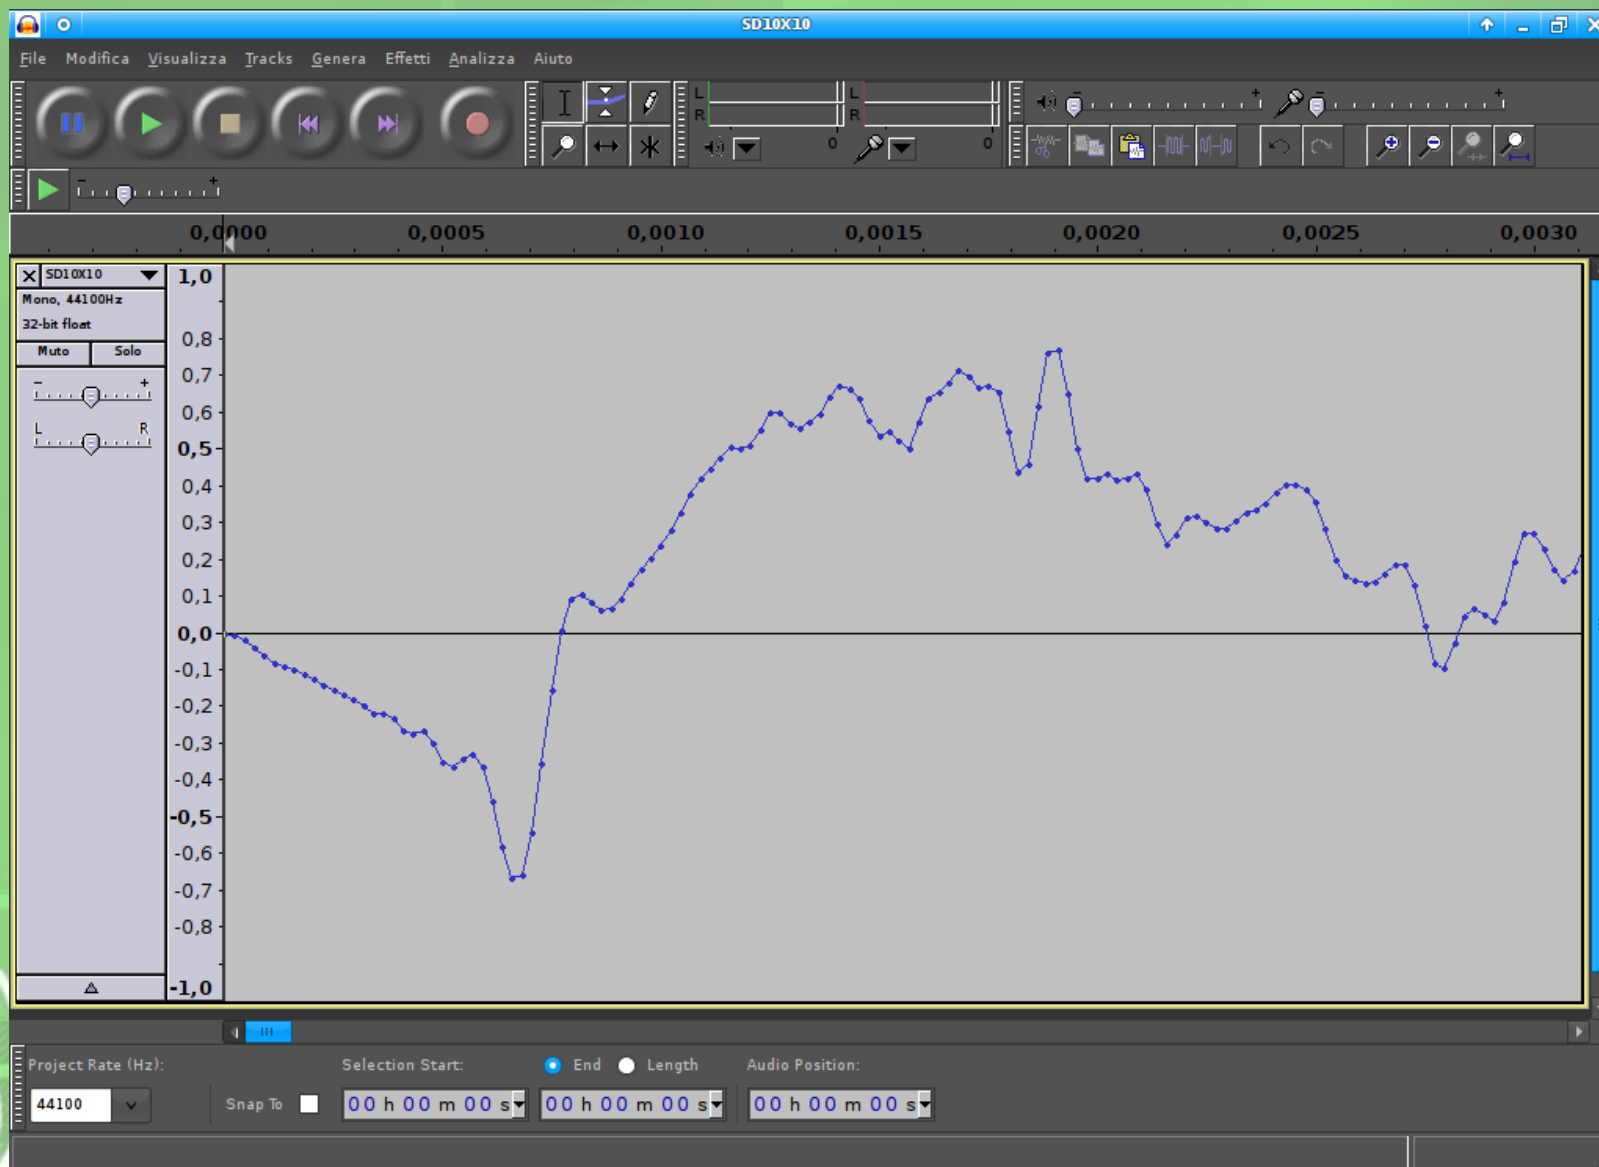 SD10X10
File Modifica Visualizza Tracks Genera Effetti Analizza Aiuto
L
R
L
R
0
0
- +
- +
- +
0,0000 0,0005 0,0010 0,0015 0,0020 0,0025 0,0030
SD10X10
Mono, 44100Hz
32-bit float
Muto Solo
- +
L R
1,0
0,8
0,7
0,6
0,5
0,4
0,3
0,2
0,1
0,0
-0,1
-0,2
-0,3
-0,4
-0,5
-0,6
-0,7
-0,8
-1,0
Project Rate (Hz): Selection Start: End Length Audio Position:
44100 Snap To 00 h 00 m 00 s 00 h 00 m 00 s 00 h 00 m 00 s